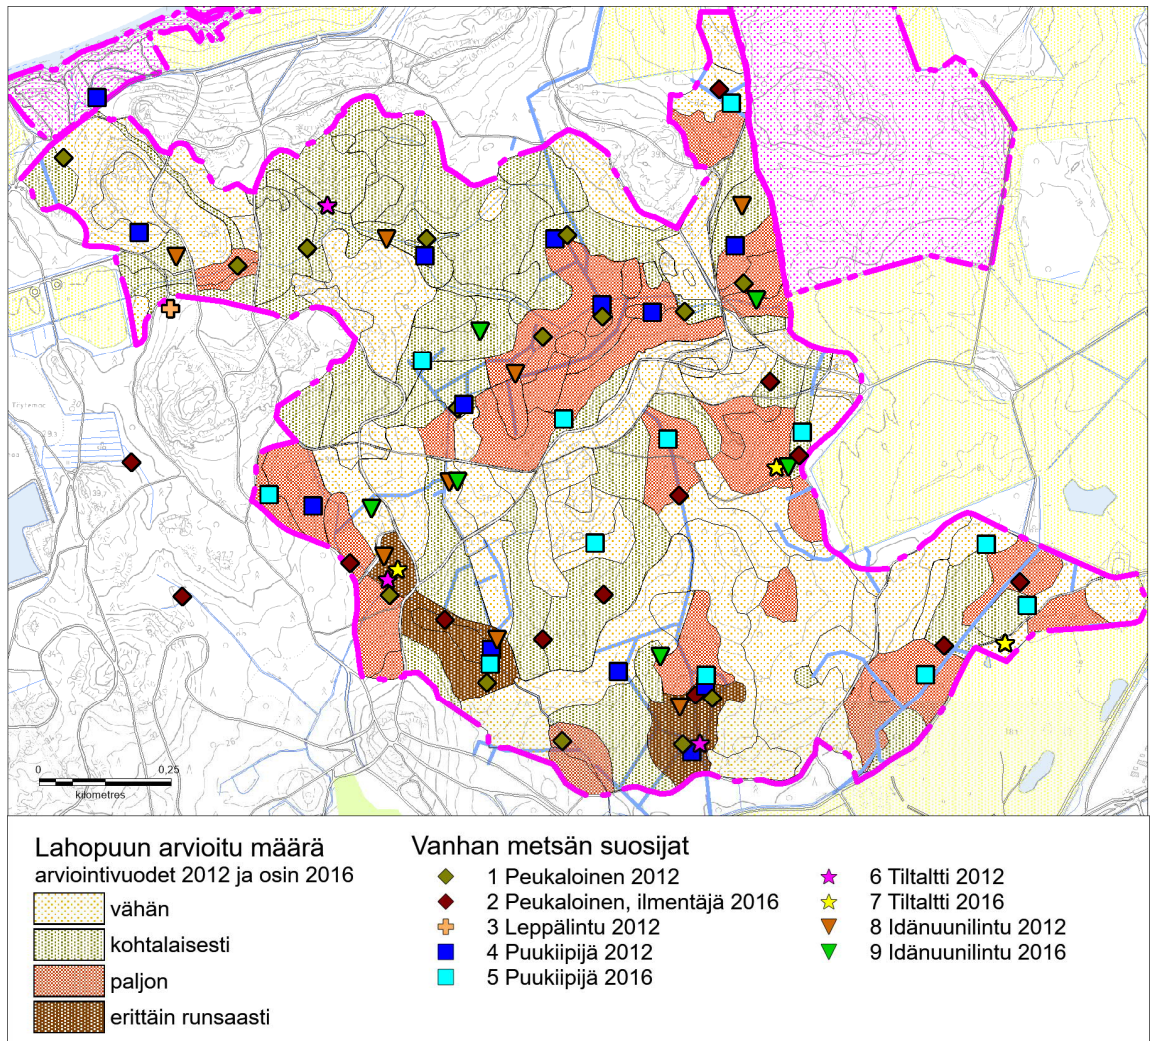 0 0,25
kilometres
Lahopuun arvioitu määrä
arviointivuodet 2012 ja osin 2016
vähän
kohtalaisesti
paljon
erittäin runsaasti
Vanhan metsän suosijat
1 Peukaloinen 2012
2 Peukaloinen, ilmentäjä 2016
3 Leppälintu 2012
4 Puukiipijä 2012
5 Puukiipijä 2016
6 Tiltaltti 2012
7 Tiltaltti 2016
8 Idänuunilintu 2012
9 Idänuunilintu 2016